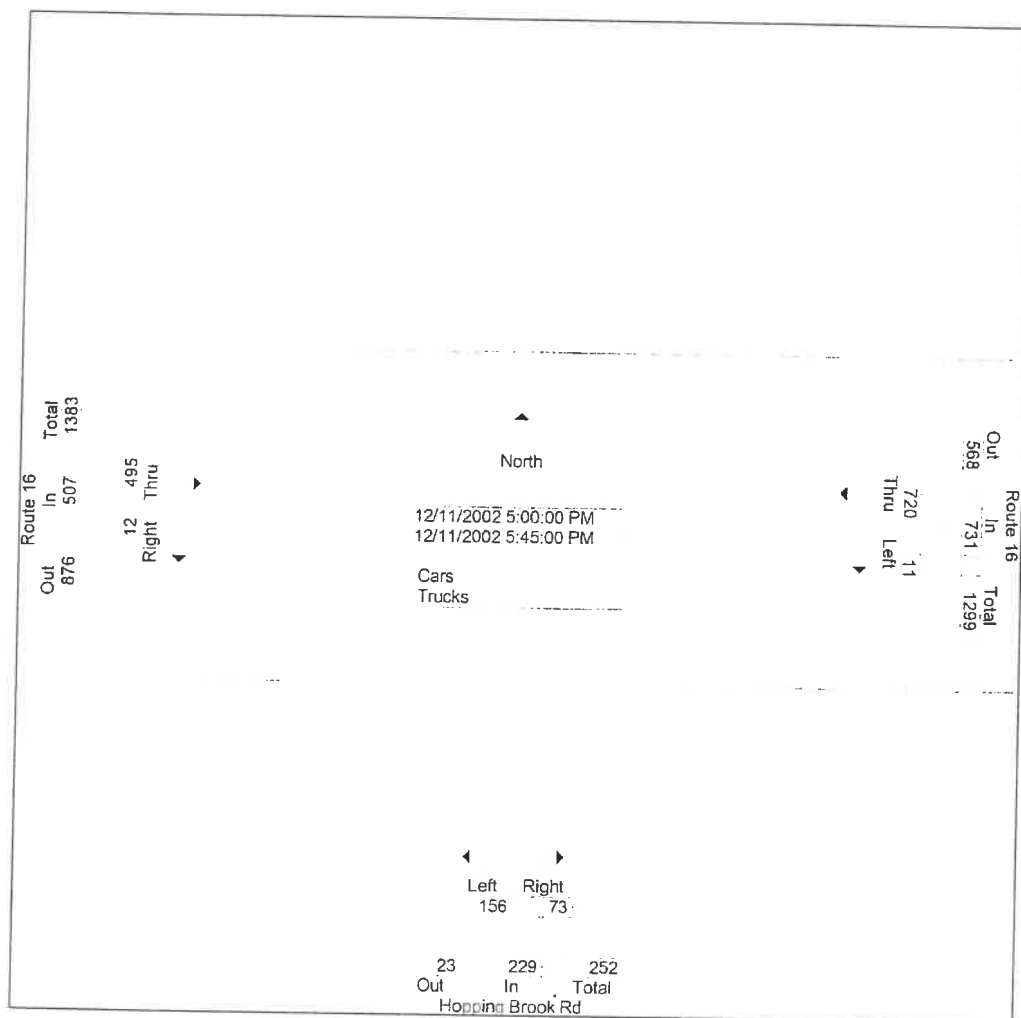 Route 16
Out In Total
876 507 1383
495 12
Thru Right
North
12/11/2002 5:00:00 PM
12/11/2002 5:45:00 PM
Cars
Trucks
720 11
Thru Left
Route 16
Out In Total
568 731 1299
Left Right
156 73
23 229 252
Out In Total
Hopping Brook Rd